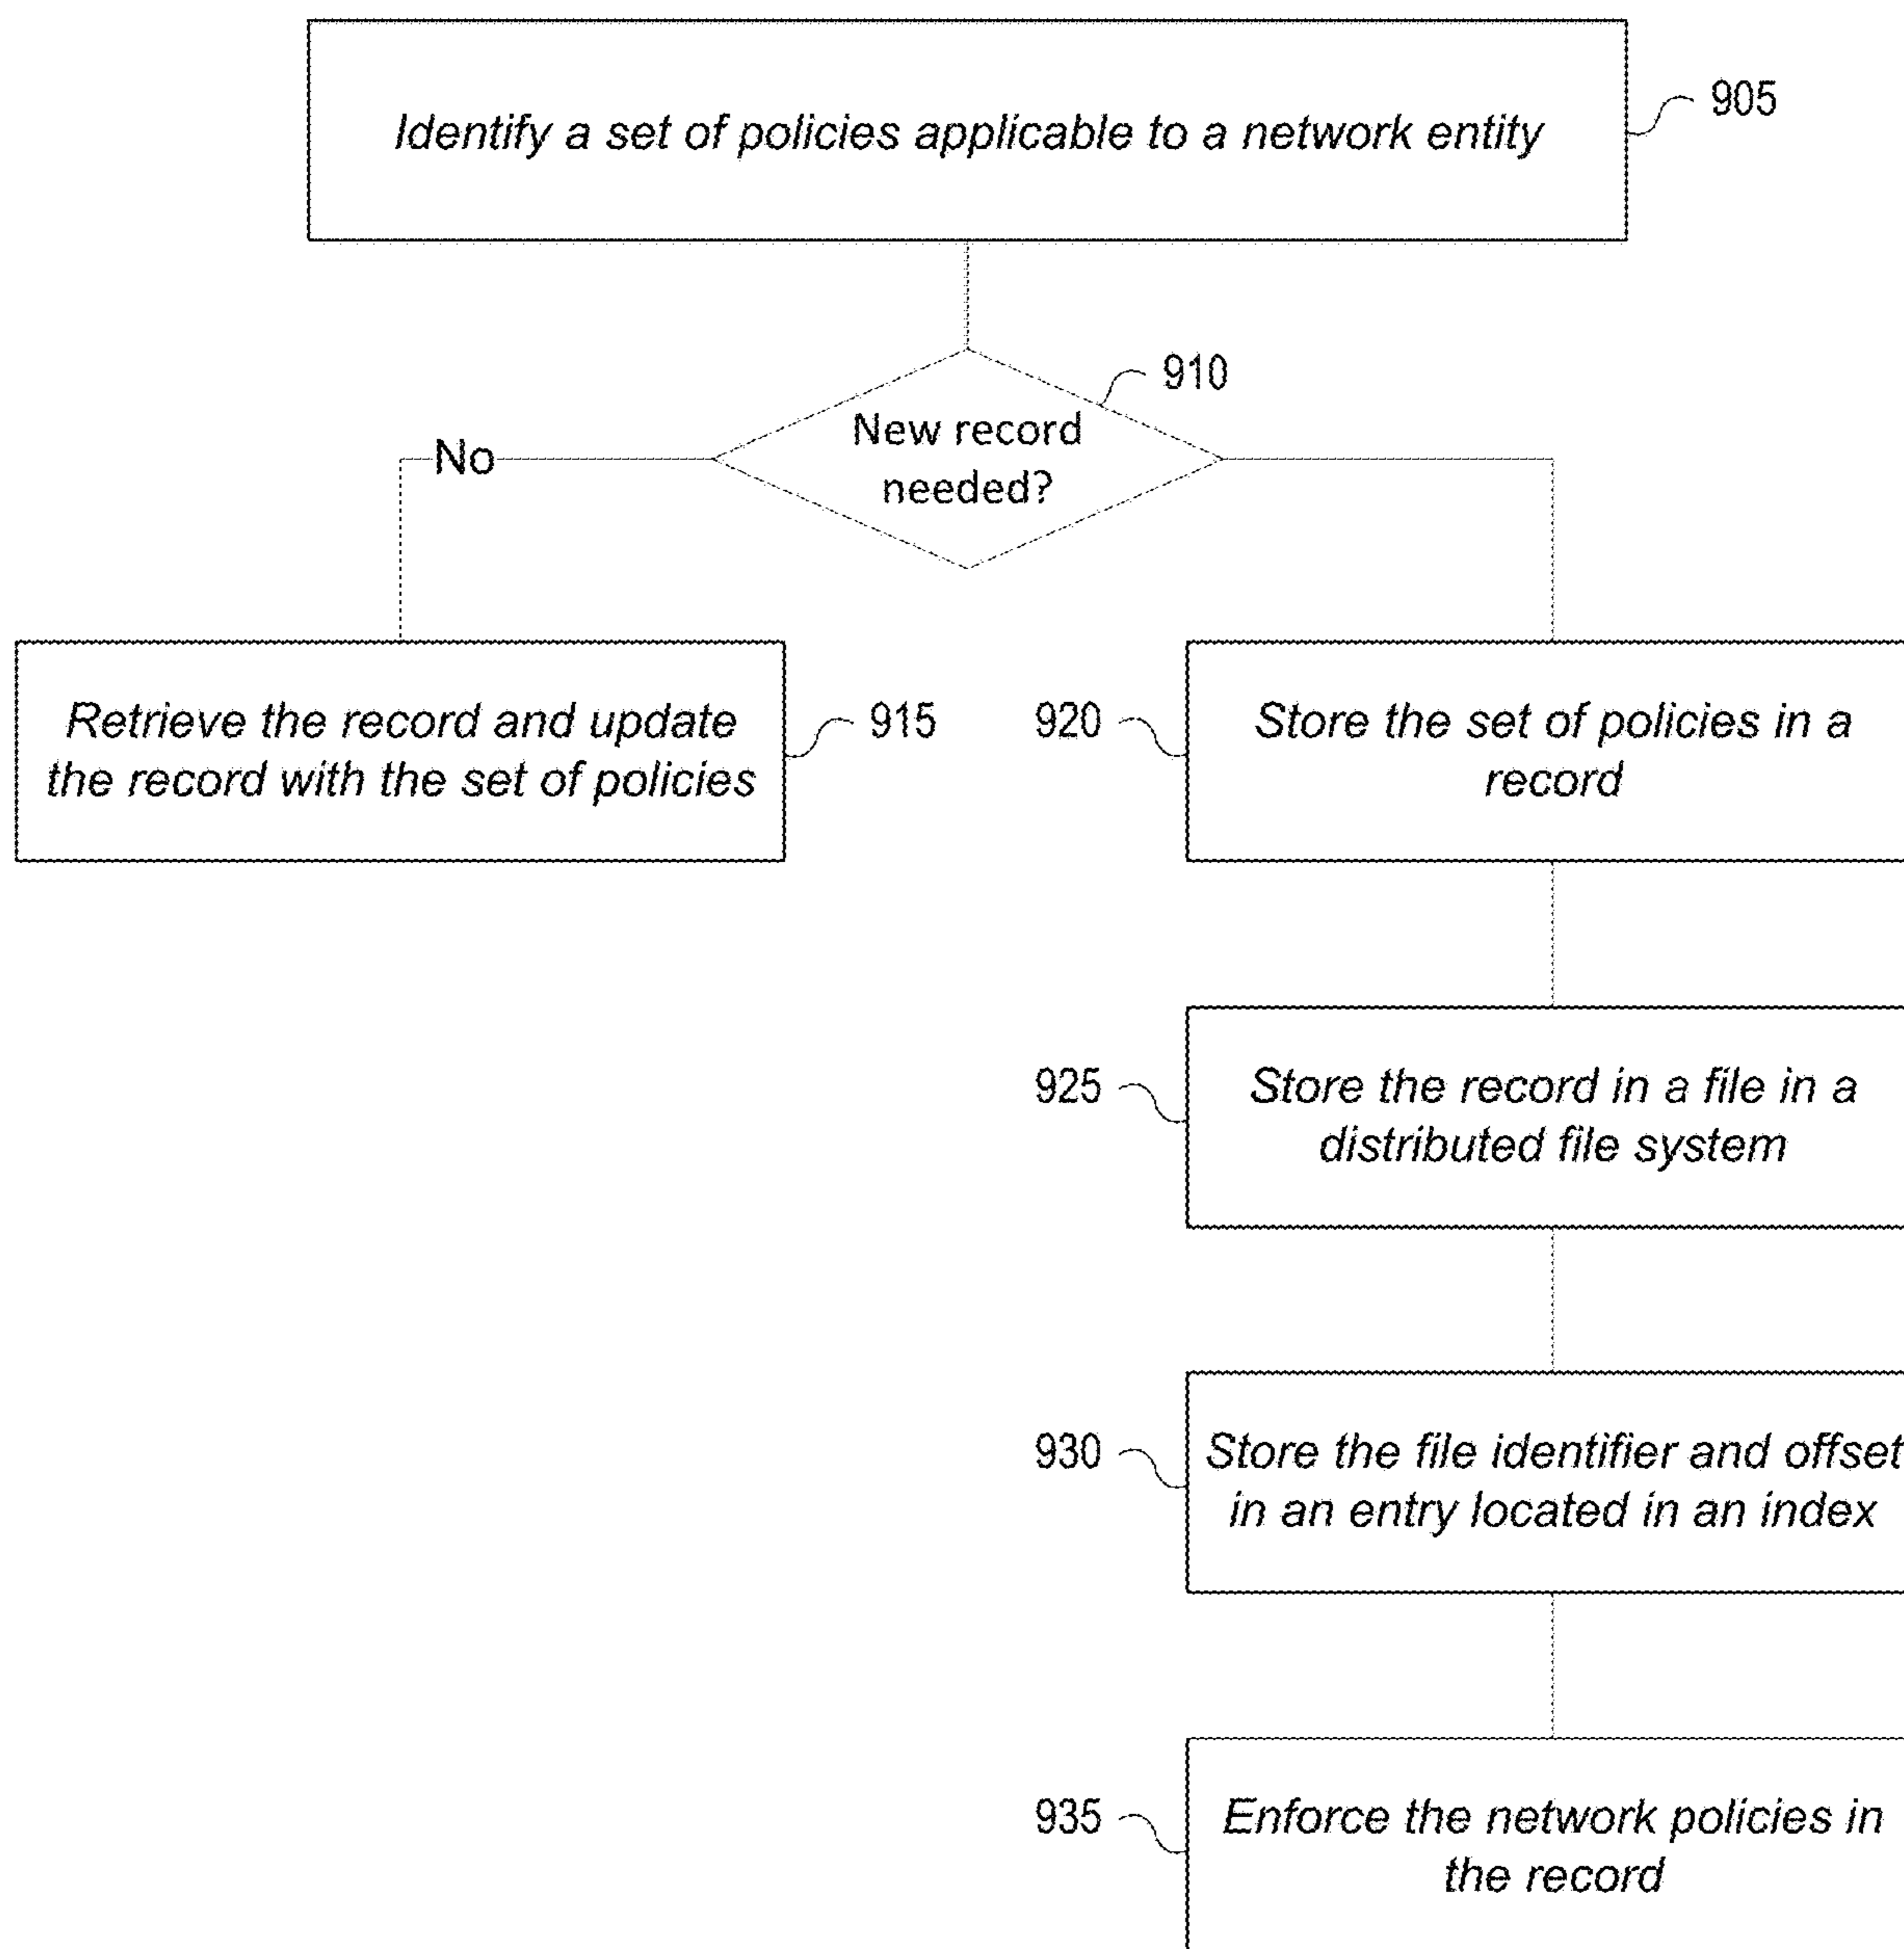 Identify a set of policies applicable to a network entity
905
910
New record
needed?
No
Retrieve the record and update
the record with the set of policies
915
920
Store the set of policies in a
record
925
Store the record in a file in a
distributed file system
930
Store the file identifier and offset
in an entry located in an index
935
Enforce the network policies in
the record